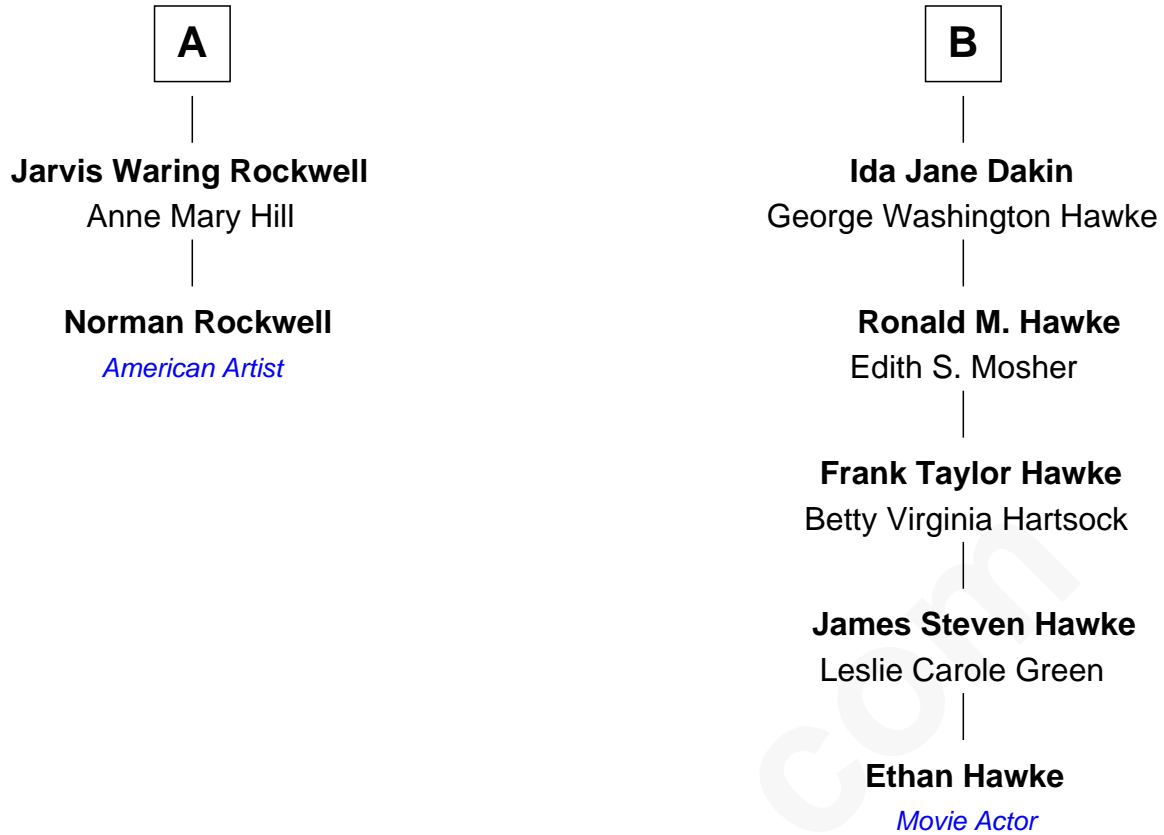 A
Jarvis Waring Rockwell
Anne Mary Hill
Norman Rockwell
American Artist
B
Ida Jane Dakin
George Washington Hawke
Ronald M. Hawke
Edith S. Mosher
Frank Taylor Hawke
Betty Virginia Hartsock
James Steven Hawke
Leslie Carole Green
Ethan Hawke
Movie Actor
com